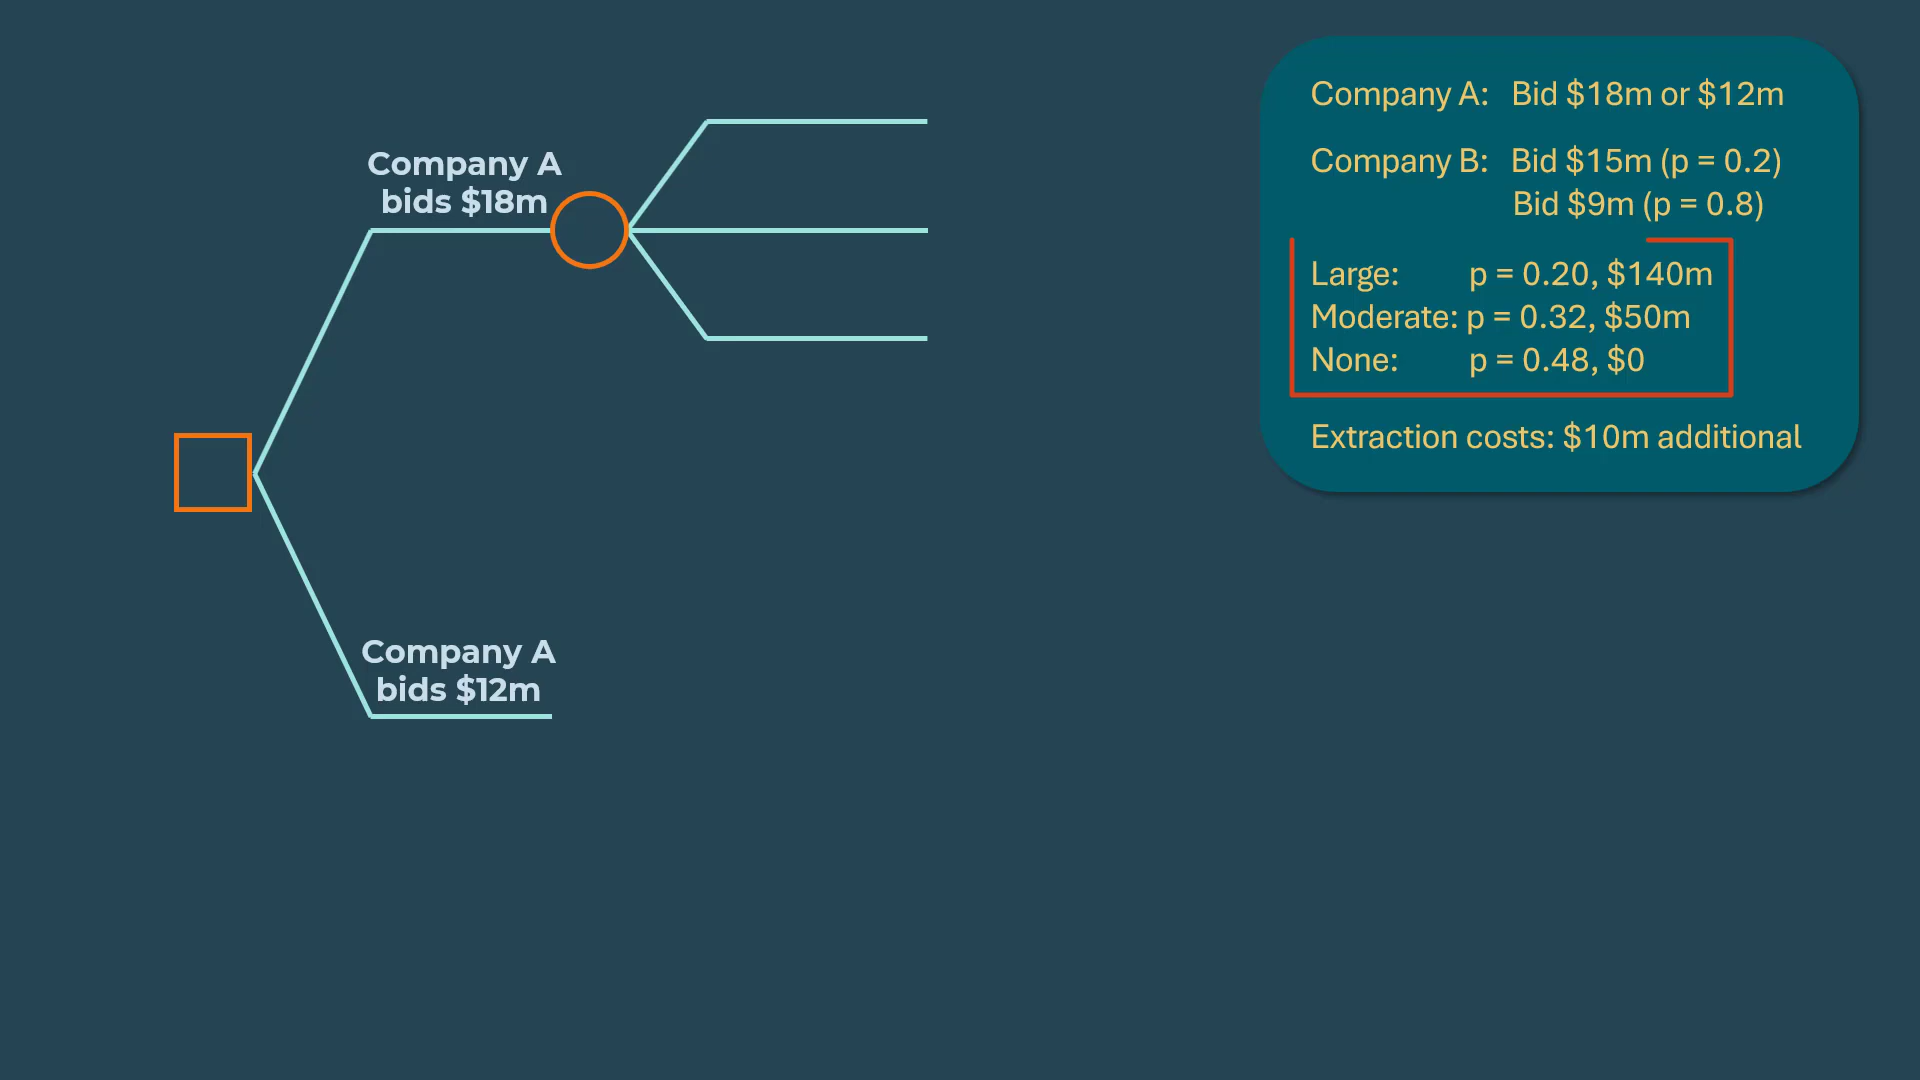 Company A
bids $18m
Company A
bids $12m
Company A: Bid $18m or $12m
Company B: Bid $15m (p = 0.2)
Bid $9m (p = 0.8)
Large: p = 0.20, $140m
Moderate: p = 0.32, $50m
None: p = 0.48, $0
Extraction costs: $10m additional